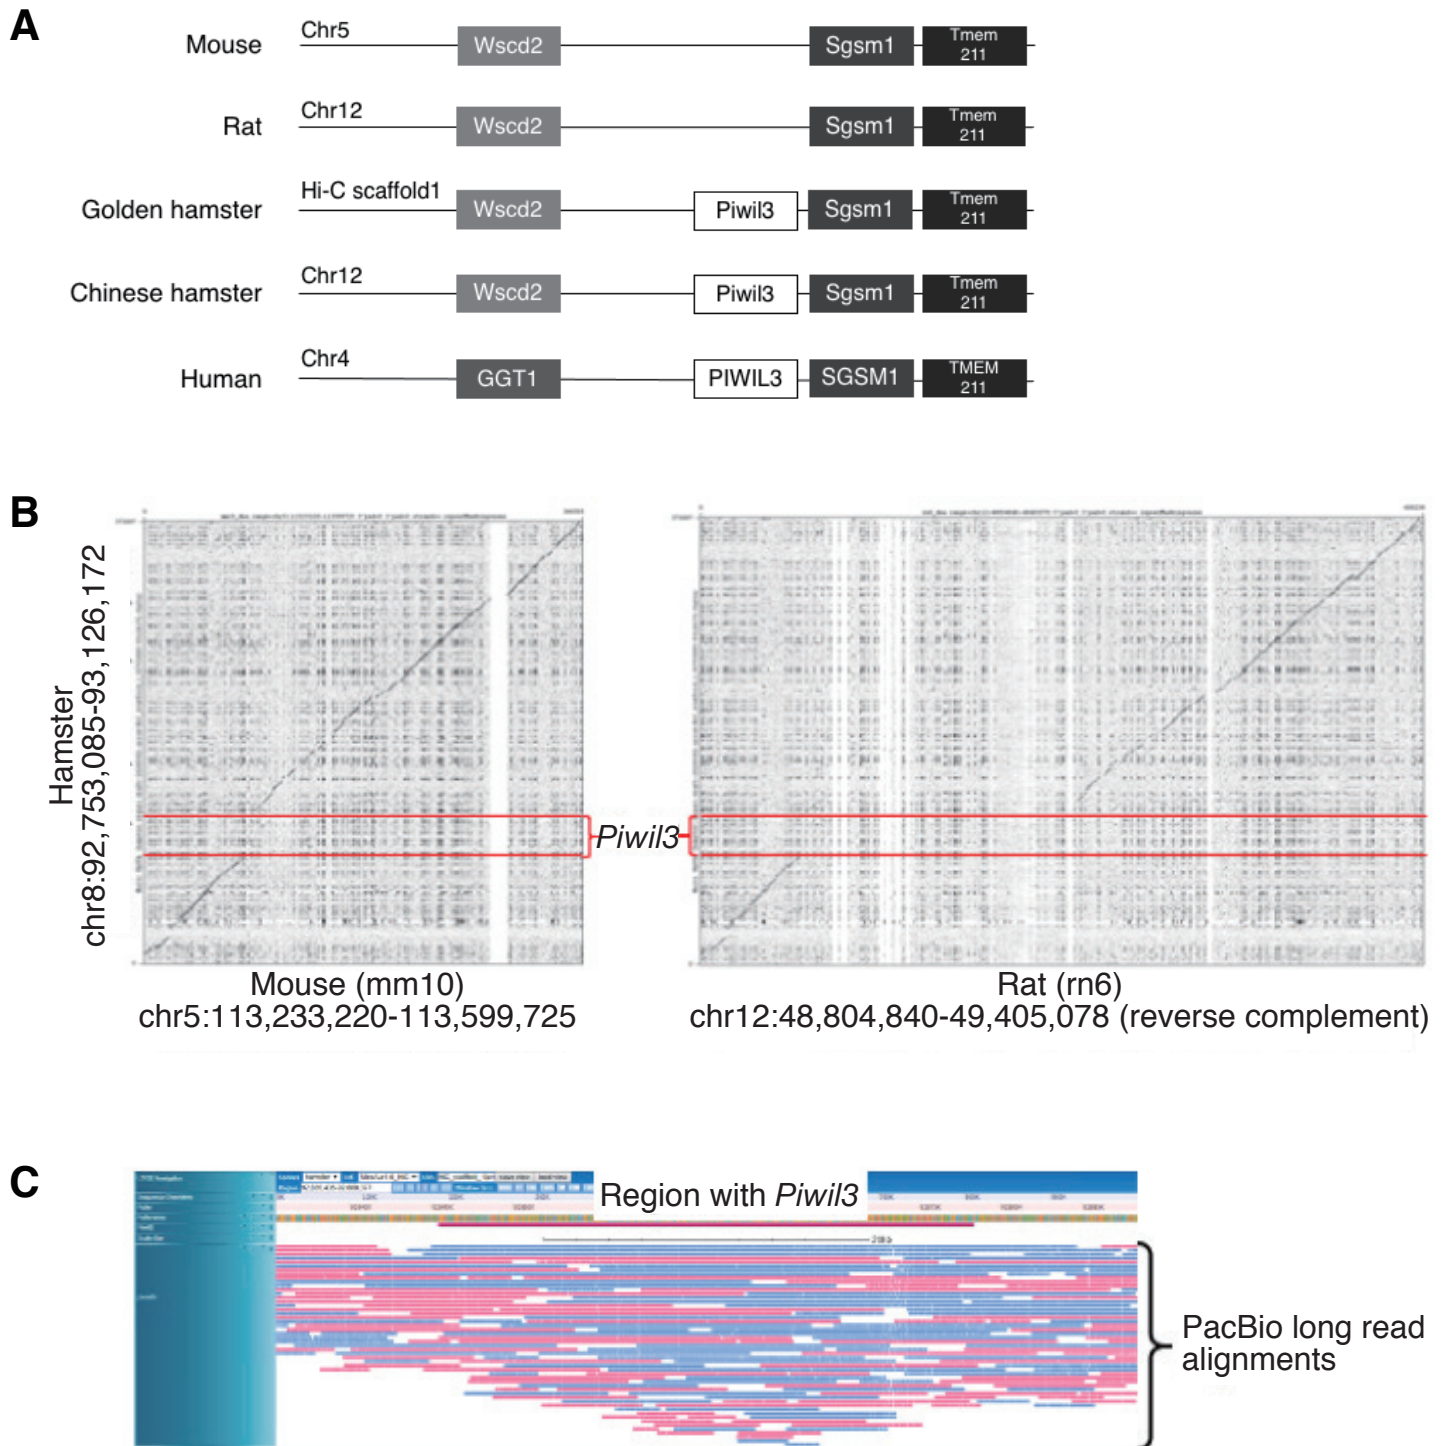 A
Mouse
Chr5
Wscd2
Sgsm1
Tmem
211
Rat
Chr12
Wscd2
Sgsm1
Tmem
211
Golden hamster
Hi-C scaffold1
Wscd2
Piwil3
Sgsm1
Tmem
211
Chinese hamster
Chr12
Wscd2
Piwil3
Sgsm1
Tmem
211
Human
Chr4
GGT1
PIWIL3
SGSM1
TMEM
211
B
Hamster
chr8:92,753,085-93,126,172
Piwil3
Mouse (mm10)
chr5:113,233,220-113,599,725
Rat (rn6)
chr12:48,804,840-49,405,078 (reverse complement)
C
Region with Piwil3
PacBio long read
alignments